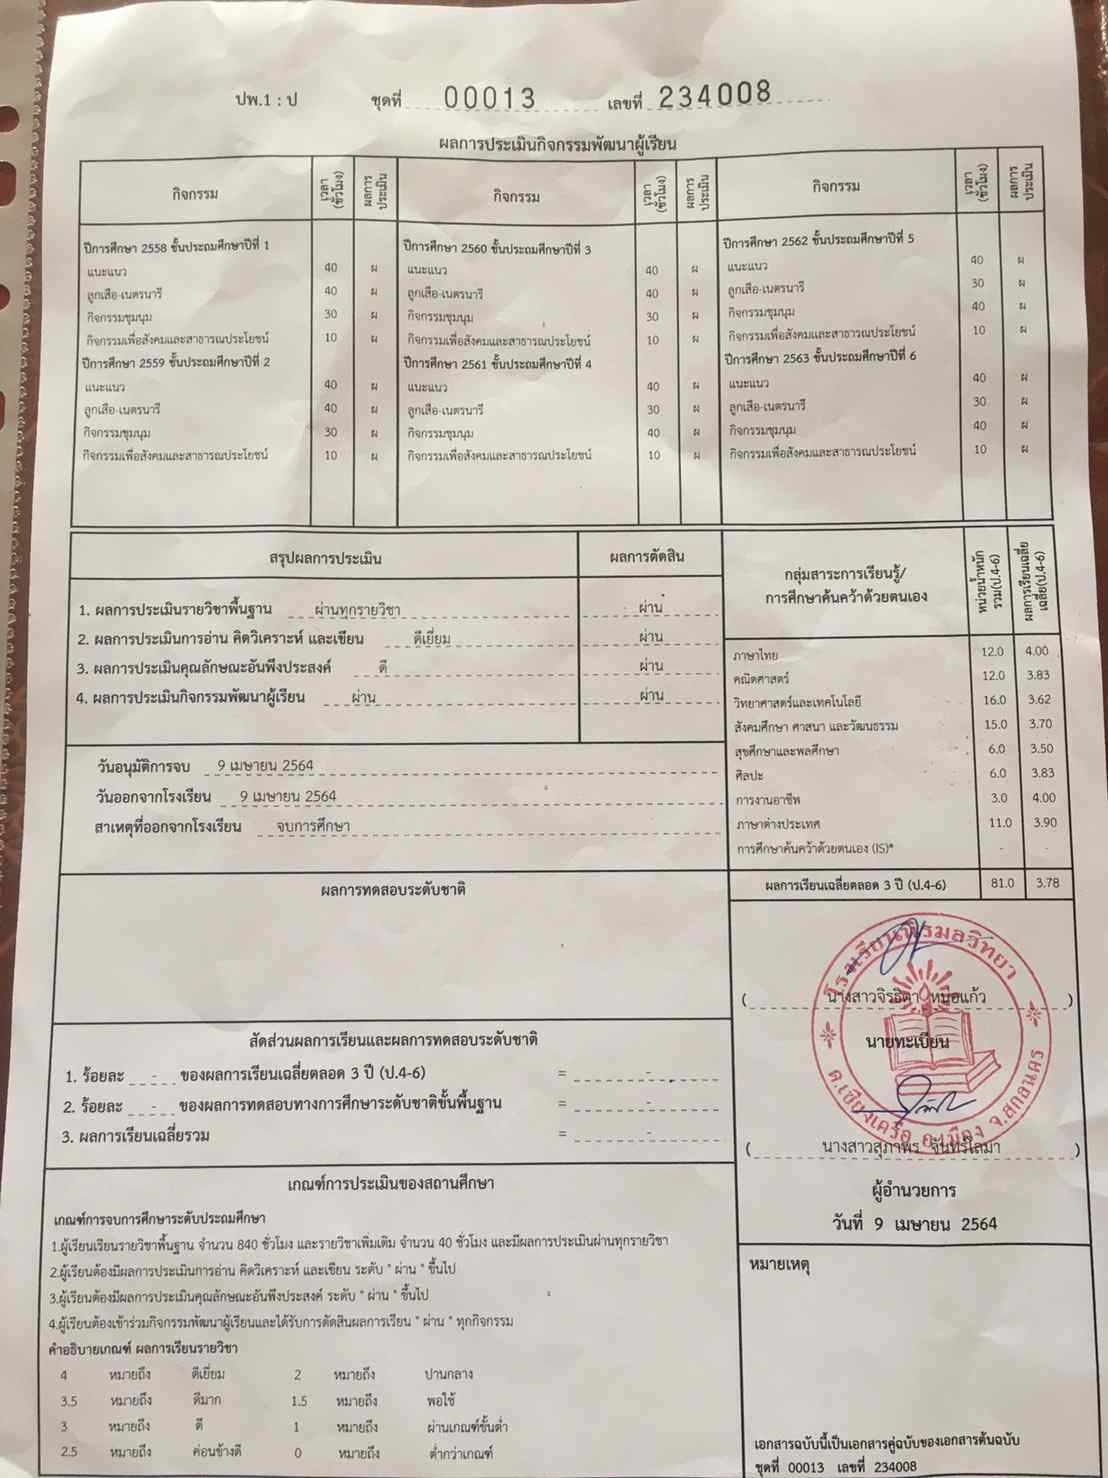 ปพ.1 : ป ชุดที่ 00013 เลขที่ 234008
ผลการประเมินกิจกรรมพัฒนาผู้เรียน
กิจกรรม เวลา (ชั่วโมง) ผลการประเมิน กิจกรรม เวลา (ชั่วโมง) ผลการประเมิน กิจกรรม เวลา (ชั่วโมง) ผลการประเมิน
ปีการศึกษา 2558 ชั้นประถมศึกษาปีที่ 1
แนะแนว 40 ผ
ลูกเสือ-เนตรนารี 40 ผ
กิจกรรมชุมนุม 30 ผ
กิจกรรมเพื่อสังคมและสาธารณประโยชน์ 10 ผ
ปีการศึกษา 2559 ชั้นประถมศึกษาปีที่ 2
แนะแนว 40 ผ
ลูกเสือ-เนตรนารี 40 ผ
กิจกรรมชุมนุม 30 ผ
กิจกรรมเพื่อสังคมและสาธารณประโยชน์ 10 ผ
ปีการศึกษา 2560 ชั้นประถมศึกษาปีที่ 3
แนะแนว 40 ผ
ลูกเสือ-เนตรนารี 40 ผ
กิจกรรมชุมนุม 30 ผ
กิจกรรมเพื่อสังคมและสาธารณประโยชน์ 10 ผ
ปีการศึกษา 2561 ชั้นประถมศึกษาปีที่ 4
แนะแนว 40 ผ
ลูกเสือ-เนตรนารี 30 ผ
กิจกรรมชุมนุม 40 ผ
กิจกรรมเพื่อสังคมและสาธารณประโยชน์ 10 ผ
ปีการศึกษา 2562 ชั้นประถมศึกษาปีที่ 5
แนะแนว 40 ผ
ลูกเสือ-เนตรนารี 30 ผ
กิจกรรมชุมนุม 40 ผ
กิจกรรมเพื่อสังคมและสาธารณประโยชน์ 10 ผ
ปีการศึกษา 2563 ชั้นประถมศึกษาปีที่ 6
แนะแนว 40 ผ
ลูกเสือ-เนตรนารี 30 ผ
กิจกรรมชุมนุม 40 ผ
กิจกรรมเพื่อสังคมและสาธารณประโยชน์ 10 ผ
สรุปผลการประเมิน ผลการตัดสิน
1. ผลการประเมินรายวิชาพื้นฐาน ผ่านทุกรายวิชา ผ่าน
2. ผลการประเมินการอ่าน คิดวิเคราะห์ และเขียน ดีเยี่ยม ผ่าน
3. ผลการประเมินคุณลักษณะอันพึงประสงค์ ดี ผ่าน
4. ผลการประเมินกิจกรรมพัฒนาผู้เรียน ผ่าน ผ่าน
วันอนุมัติการจบ 9 เมษายน 2564
วันออกจากโรงเรียน 9 เมษายน 2564
สาเหตุที่ออกจากโรงเรียน จบการศึกษา
ผลการทดสอบระดับชาติ
สัดส่วนผลการเรียนและผลการทดสอบระดับชาติ
1. ร้อยละ - ของผลการเรียนเฉลี่ยตลอด 3 ปี (ป.4-6) = -
2. ร้อยละ - ของผลการทดสอบทางการศึกษาระดับชาติขั้นพื้นฐาน = -
3. ผลการเรียนเฉลี่ยรวม = -
เกณฑ์การประเมินของสถานศึกษา
เกณฑ์การจบการศึกษาระดับประถมศึกษา
1.ผู้เรียนเรียนรายวิชาพื้นฐาน จำนวน 840 ชั่วโมง และรายวิชาเพิ่มเติม จำนวน 40 ชั่วโมง และมีผลการประเมินผ่านทุกรายวิชา
2.ผู้เรียนต้องมีผลการประเมินการอ่าน คิดวิเคราะห์ และเขียน ระดับ " ผ่าน " ขึ้นไป
3.ผู้เรียนต้องมีผลการประเมินคุณลักษณะอันพึงประสงค์ ระดับ " ผ่าน " ขึ้นไป
4.ผู้เรียนต้องเข้าร่วมกิจกรรมพัฒนาผู้เรียนและได้รับการตัดสินผลการเรียน " ผ่าน " ทุกกิจกรรม
คำอธิบายเกณฑ์ ผลการเรียนรายวิชา
4 หมายถึง ดีเยี่ยม 2 หมายถึง ปานกลาง
3.5 หมายถึง ดีมาก 1.5 หมายถึง พอใช้
3 หมายถึง ดี 1 หมายถึง ผ่านเกณฑ์ขั้นต่ำ
2.5 หมายถึง ค่อนข้างดี 0 หมายถึง ต่ำกว่าเกณฑ์
กลุ่มสาระการเรียนรู้/ หน่วยน้ำหนัก ผลการเรียนเฉลี่ย
การศึกษาค้นคว้าด้วยตนเอง รวม(ป.4-6) เฉลี่ย(ป.4-6)
ภาษาไทย 12.0 4.00
คณิตศาสตร์ 12.0 3.83
วิทยาศาสตร์และเทคโนโลยี 16.0 3.62
สังคมศึกษา ศาสนา และวัฒนธรรม 15.0 3.70
สุขศึกษาและพลศึกษา 6.0 3.50
ศิลปะ 6.0 3.83
การงานอาชีพ 3.0 4.00
ภาษาต่างประเทศ 11.0 3.90
การศึกษาค้นคว้าด้วยตนเอง (IS)* - -
ผลการเรียนเฉลี่ยตลอด 3 ปี (ป.4-6) 81.0 3.78
โรงเรียนพิรมลวิทยา
( นางสาวจิรธิดา หน่อแก้ว )
นายทะเบียน
ต.เชียงเครือ อ.เมือง จ.สกลนคร
( นางสาวสุภาพร จันทร์โสมา )
ผู้อำนวยการ
วันที่ 9 เมษายน 2564
หมายเหตุ
เอกสารฉบับนี้เป็นเอกสารคู่ฉบับของเอกสารต้นฉบับ
ชุดที่ 00013 เลขที่ 234008